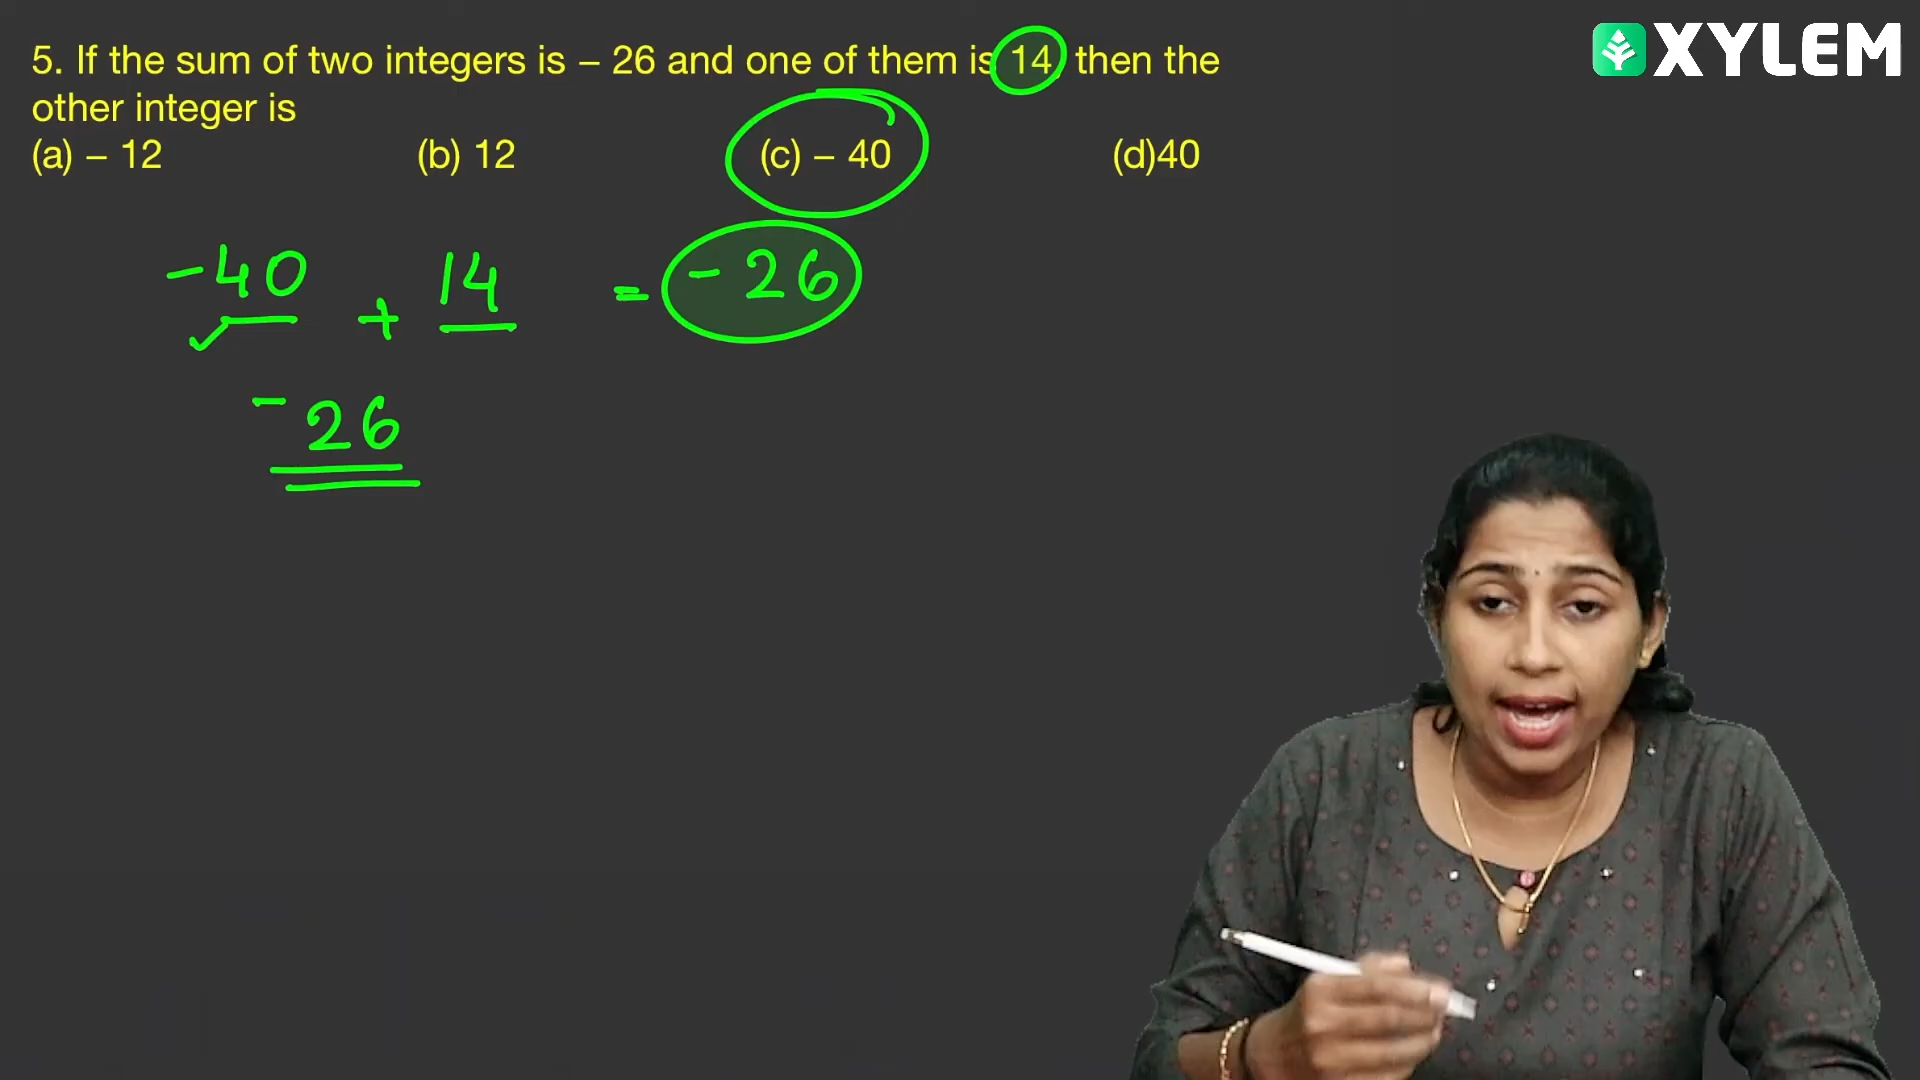 XYLEM
5. If the sum of two integers is – 26 and one of them is 14, then the
other integer is
(a) – 12 (b) 12 (c) – 40 (d)40
-40 + 14 = -26
-26